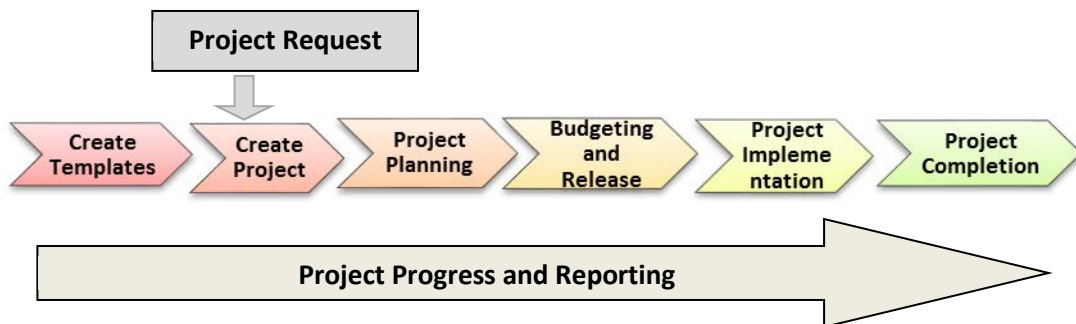 Project Request
Create
Templates
Create
Project
Project
Planning
Budgeting
and
Release
Project
Impleme
ntation
Project
Completion
Project Progress and Reporting